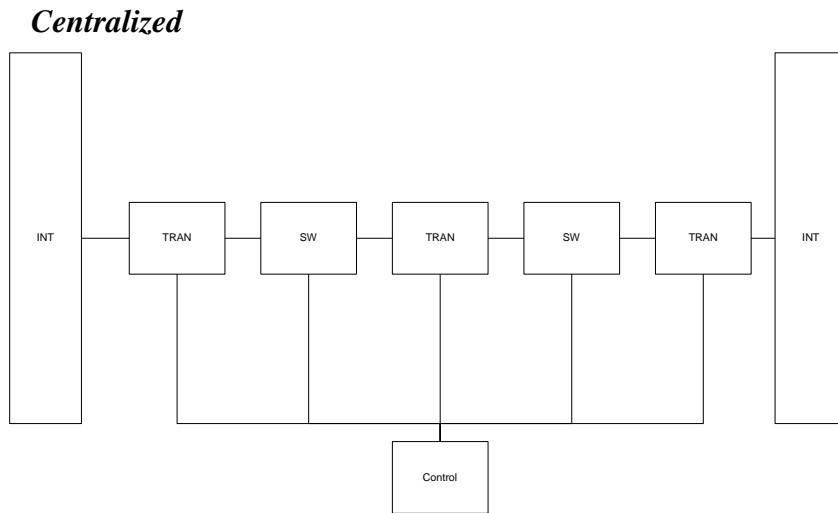 Centralized
INT
TRAN
SW
TRAN
SW
TRAN
INT
Control